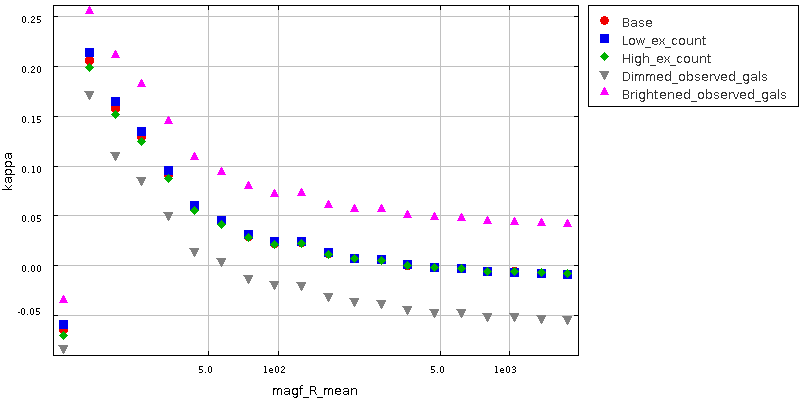 0.25
0.20
0.15
0.10
0.05
0.00
-0.05
kappa
5.0
1e02
5.0
1e03
magf_R_mean
Base
Low_ex_count
High_ex_count
Dimmed_observed_gals
Brightened_observed_gals